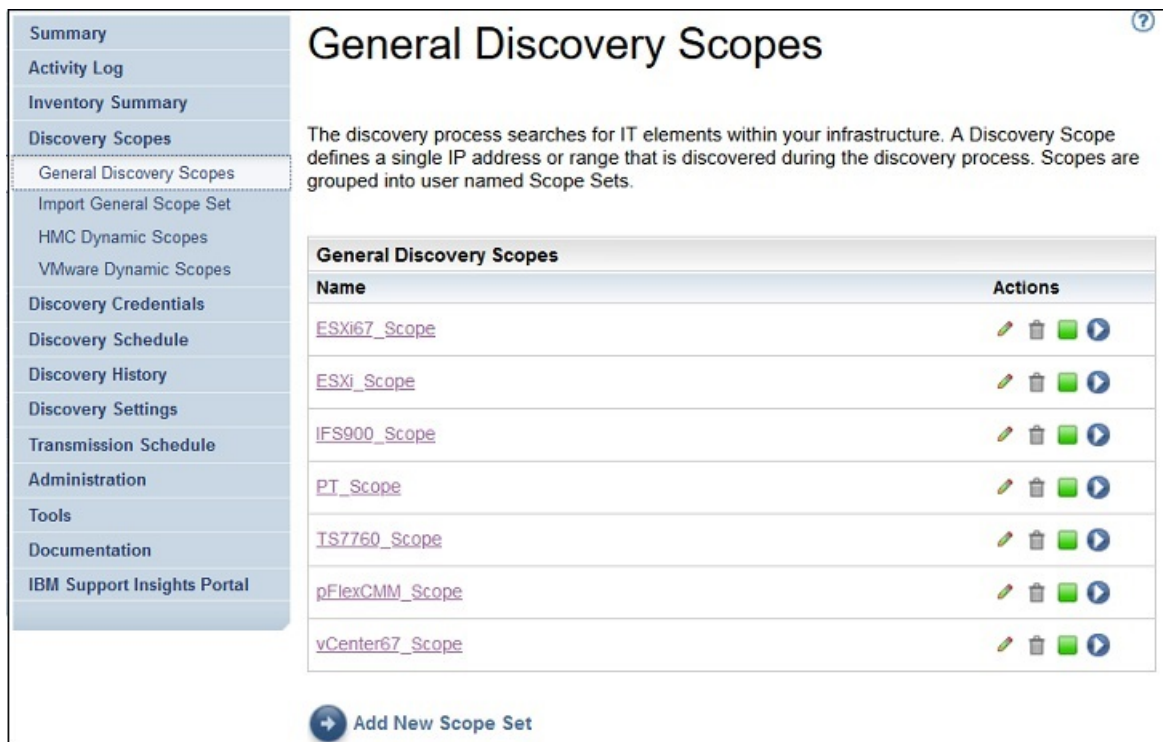 Summary
Activity Log
Inventory Summary
Discovery Scopes
General Discovery Scopes
Import General Scope Set
HMC Dynamic Scopes
VMware Dynamic Scopes
Discovery Credentials
Discovery Schedule
Discovery History
Discovery Settings
Transmission Schedule
Administration
Tools
Documentation
IBM Support Insights Portal
?
General Discovery Scopes
The discovery process searches for IT elements within your infrastructure. A Discovery Scope
defines a single IP address or range that is discovered during the discovery process. Scopes are
grouped into user named Scope Sets.
General Discovery Scopes
Name Actions
ESXi67_Scope
ESXi_Scope
IFS900_Scope
PT_Scope
TS7760_Scope
pFlexCMM_Scope
vCenter67_Scope
Add New Scope Set